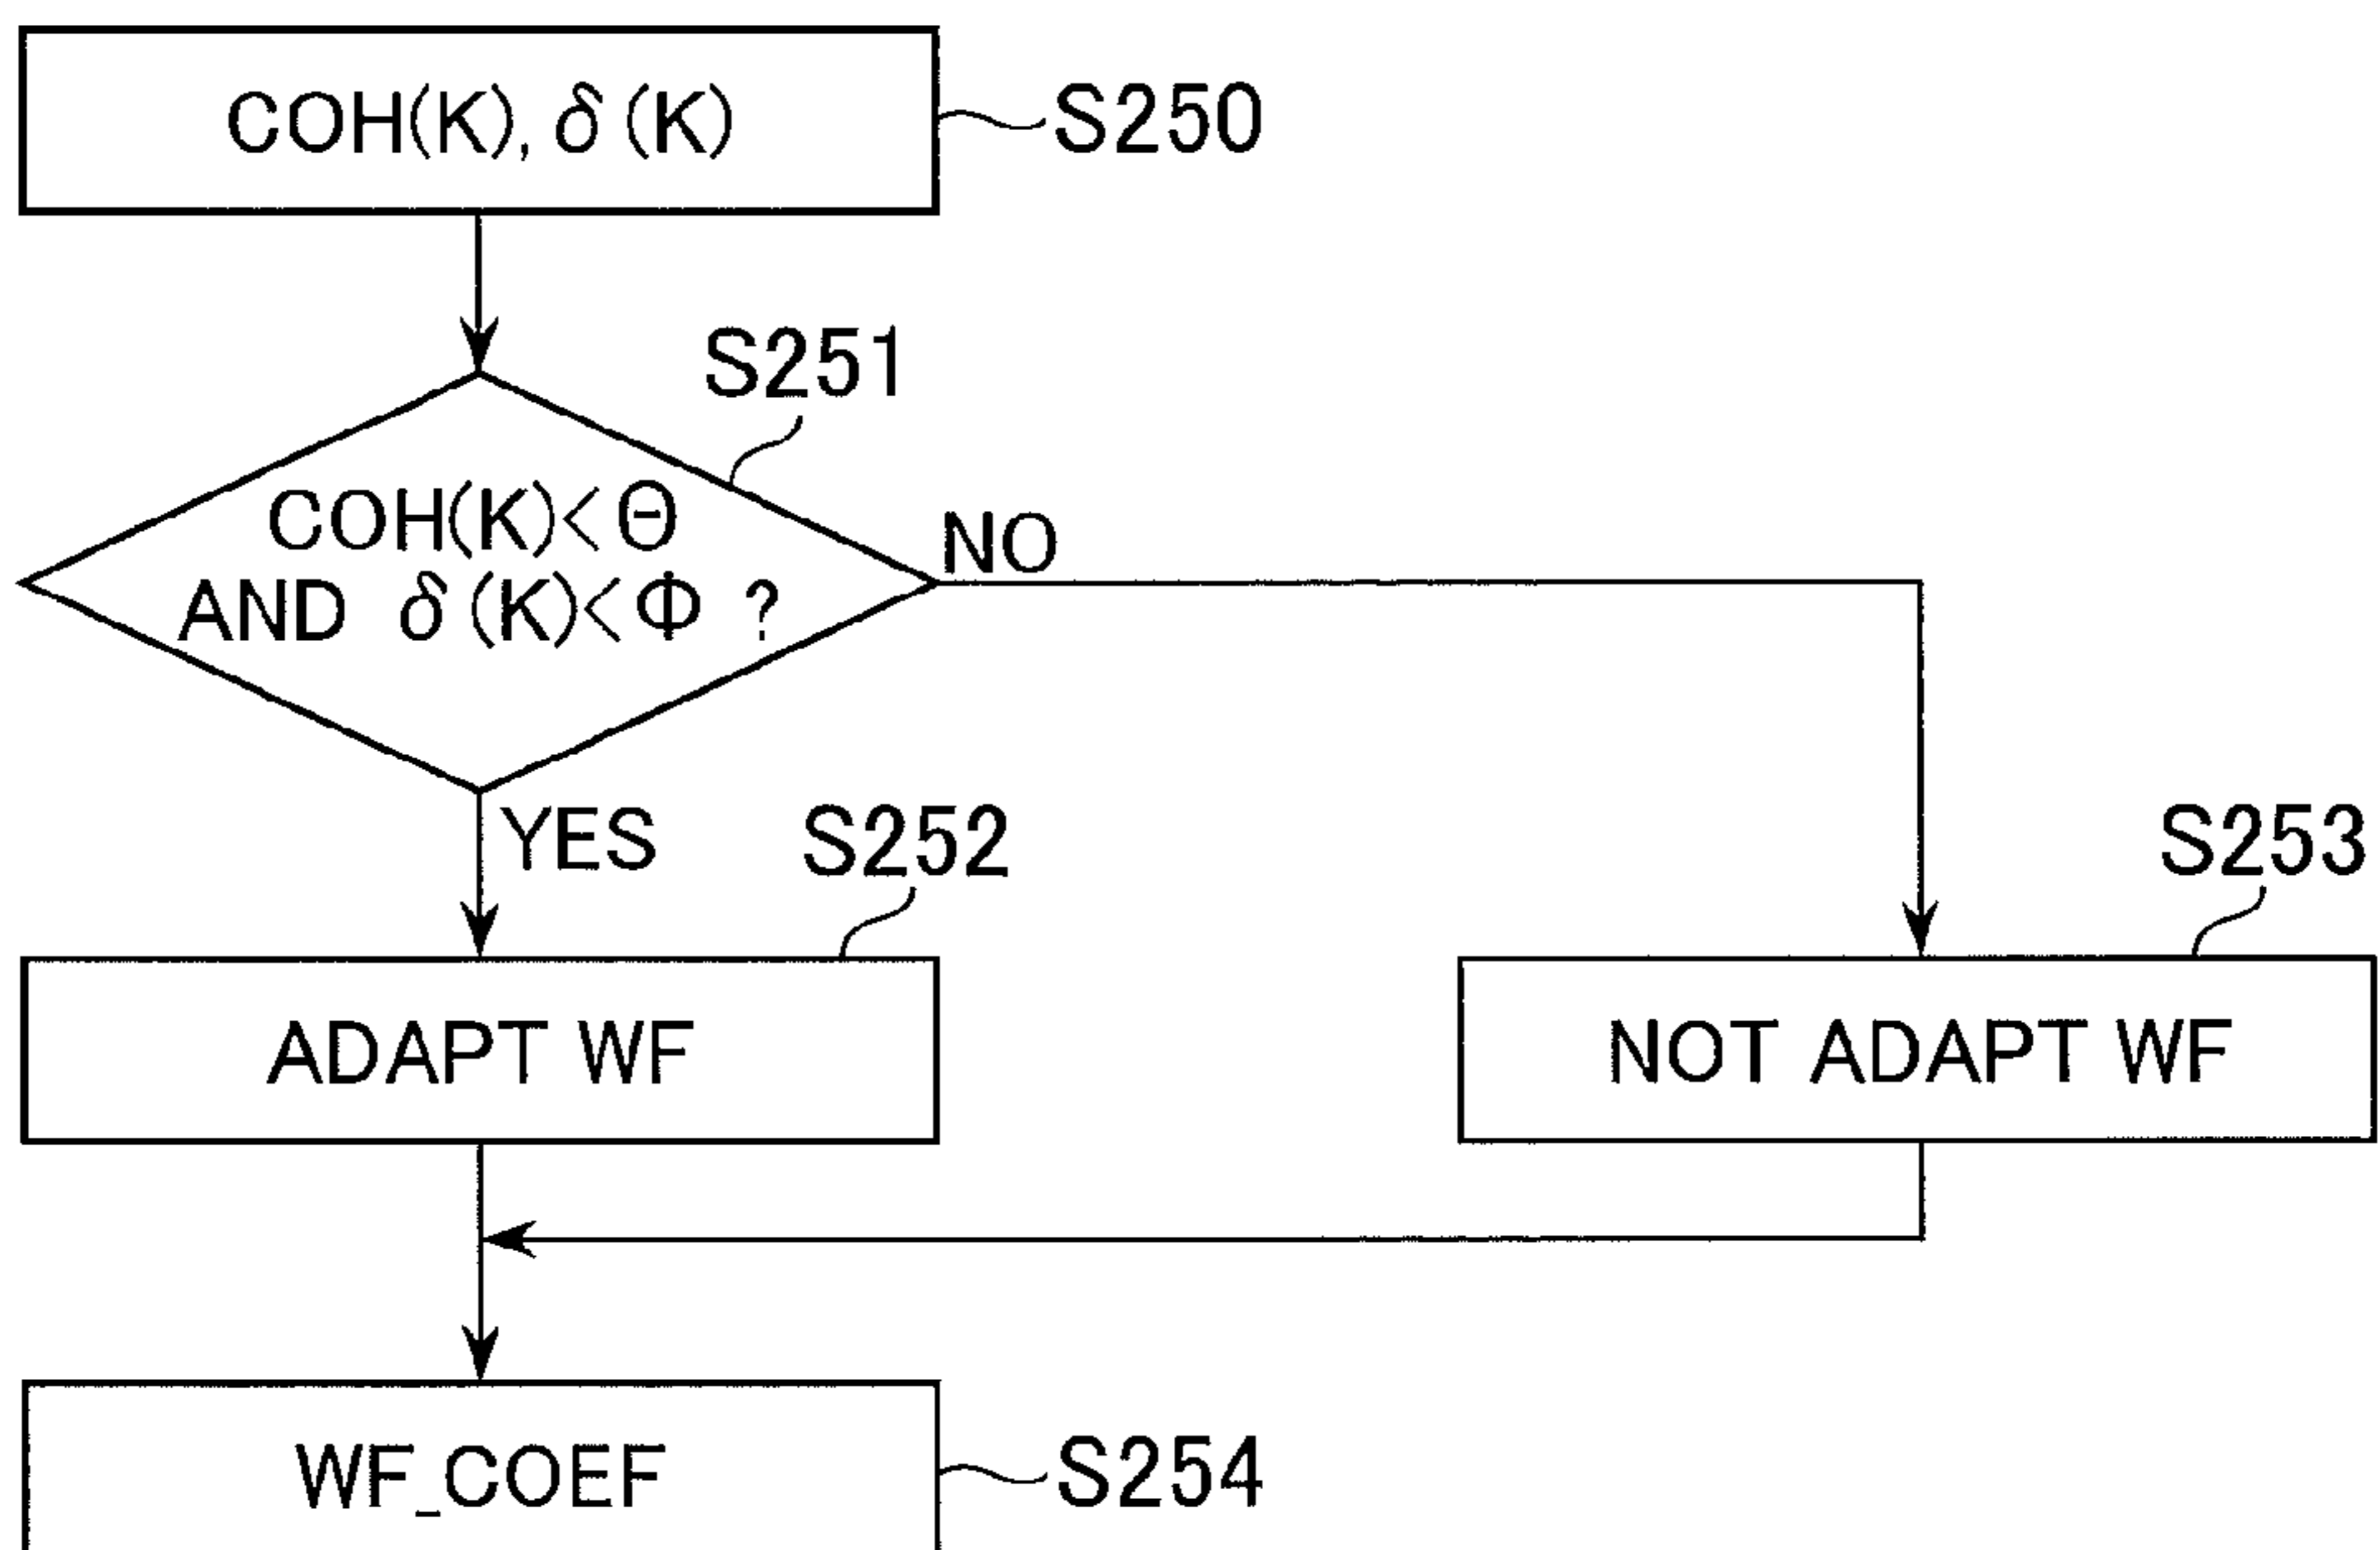 COH(K), δ(K)
S250
S251
COH(K)<Θ
AND δ(K)<Φ ?
NO
YES
S252
S253
ADAPT WF
NOT ADAPT WF
WF_COEF
S254